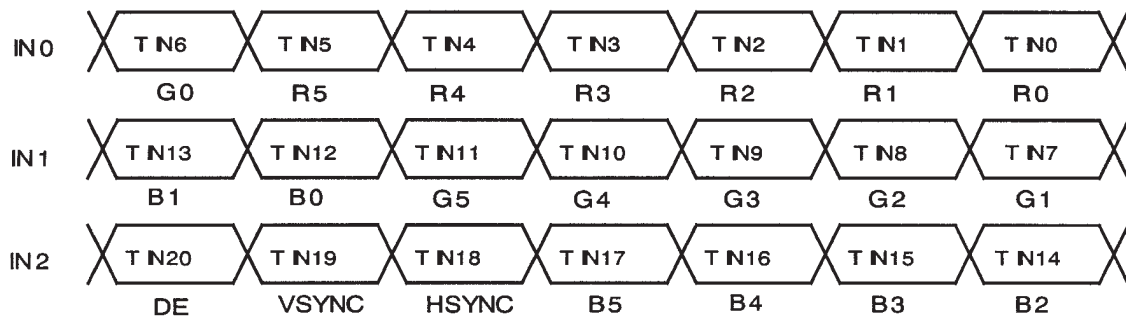 IN0 TIN6 TIN5 TIN4 TIN3 TIN2 TIN1 TIN0
G0 R5 R4 R3 R2 R1 R0
IN1 TIN13 TIN12 TIN11 TIN10 TIN9 TIN8 TIN7
B1 B0 G5 G4 G3 G2 G1
IN2 TIN20 TIN19 TIN18 TIN17 TIN16 TIN15 TIN14
DE VSYNC HSYNC B5 B4 B3 B2